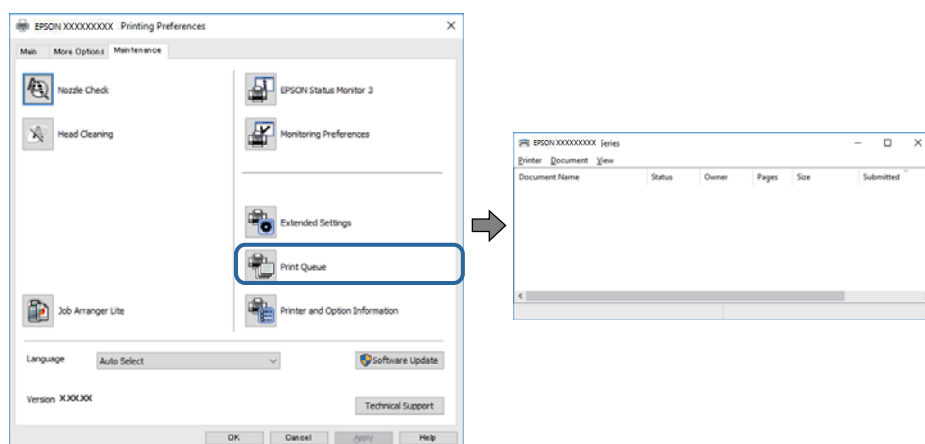 EPSON XXXXXXXXX Printing Preferences
Main More Options Maintenance
Nozzle Check
EPSON Status Monitor 3
Head Cleaning
Monitoring Preferences
Extended Settings
Print Queue
Job Arranger Lite
Printer and Option Information
Language Auto Select Software Update
Version X.XX.XX
Technical Support
OK Cancel Apply Help
EPSON XXXXXXXXX Series
Printer Document View
Document Name Status Owner Pages Size Submitted